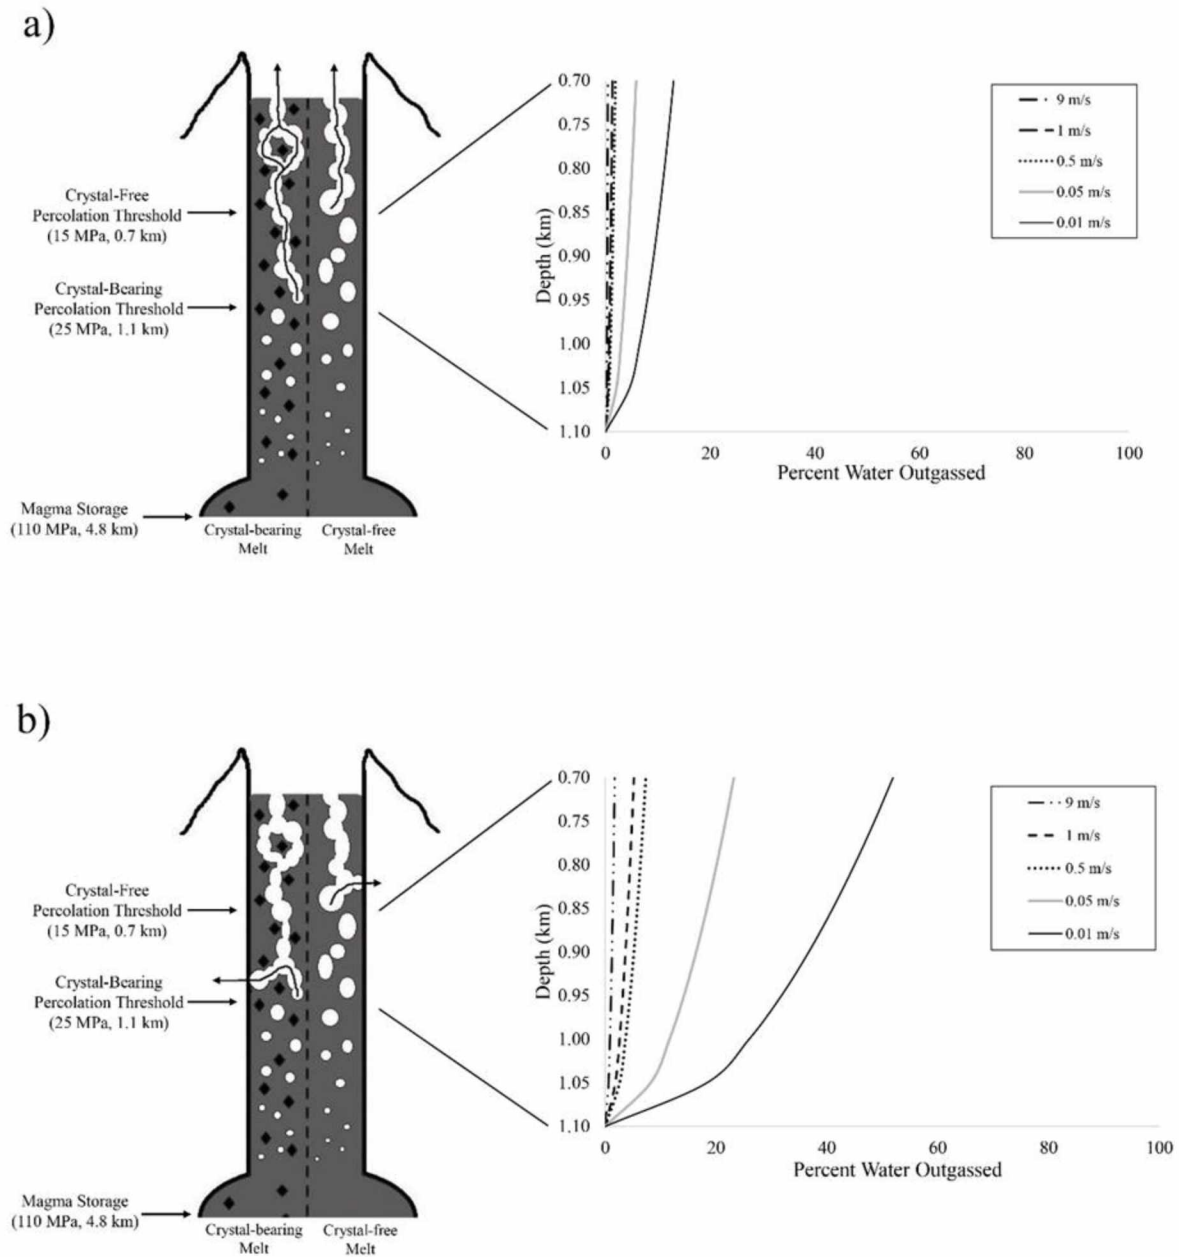 a)
Crystal-Free
Percolation Threshold
(15 MPa, 0.7 km)
Crystal-Bearing
Percolation Threshold
(25 MPa, 1.1 km)
Magma Storage
(110 MPa, 4.8 km)
Crystal-bearing
Melt
Crystal-free
Melt
Depth (km)
0.70
0.75
0.80
0.85
0.90
0.95
1.00
1.05
1.10
0 20 40 60 80 100
Percent Water Outgassed
9 m/s
1 m/s
0.5 m/s
0.05 m/s
0.01 m/s
b)
Crystal-Free
Percolation Threshold
(15 MPa, 0.7 km)
Crystal-Bearing
Percolation Threshold
(25 MPa, 1.1 km)
Magma Storage
(110 MPa, 4.8 km)
Crystal-bearing
Melt
Crystal-free
Melt
Depth (km)
0.70
0.75
0.80
0.85
0.90
0.95
1.00
1.05
1.10
0 20 40 60 80 100
Percent Water Outgassed
9 m/s
1 m/s
0.5 m/s
0.05 m/s
0.01 m/s